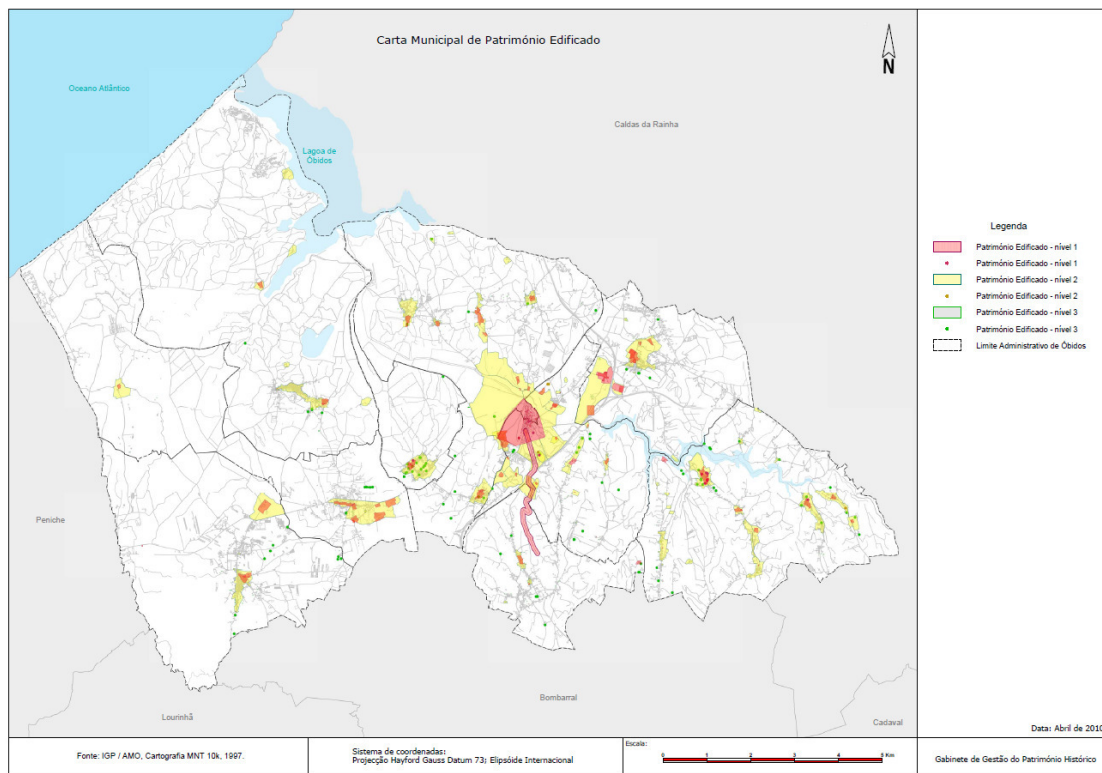 Carta Municipal de Património Edificado
N
Oceano Atlântico
Caldas da Rainha
Lagoa de
Óbidos
Legenda
Património Edificado - nível 1
Património Edificado - nível 1
Património Edificado - nível 2
Património Edificado - nível 2
Património Edificado - nível 3
Património Edificado - nível 3
Limite Administrativo de Óbidos
Peniche
Bombarral
Lourinhã
Cadaval
Data: Abril de 2010
Fonte: IGP / AMO, Cartografia MNT 10k, 1997.
Sistema de coordenadas:
Projecção Hayford Gauss Datum 73; Elipsóide Internacional
Escala:
0 1 2 3 4 5 Km
Gabinete de Gestão do Património Histórico